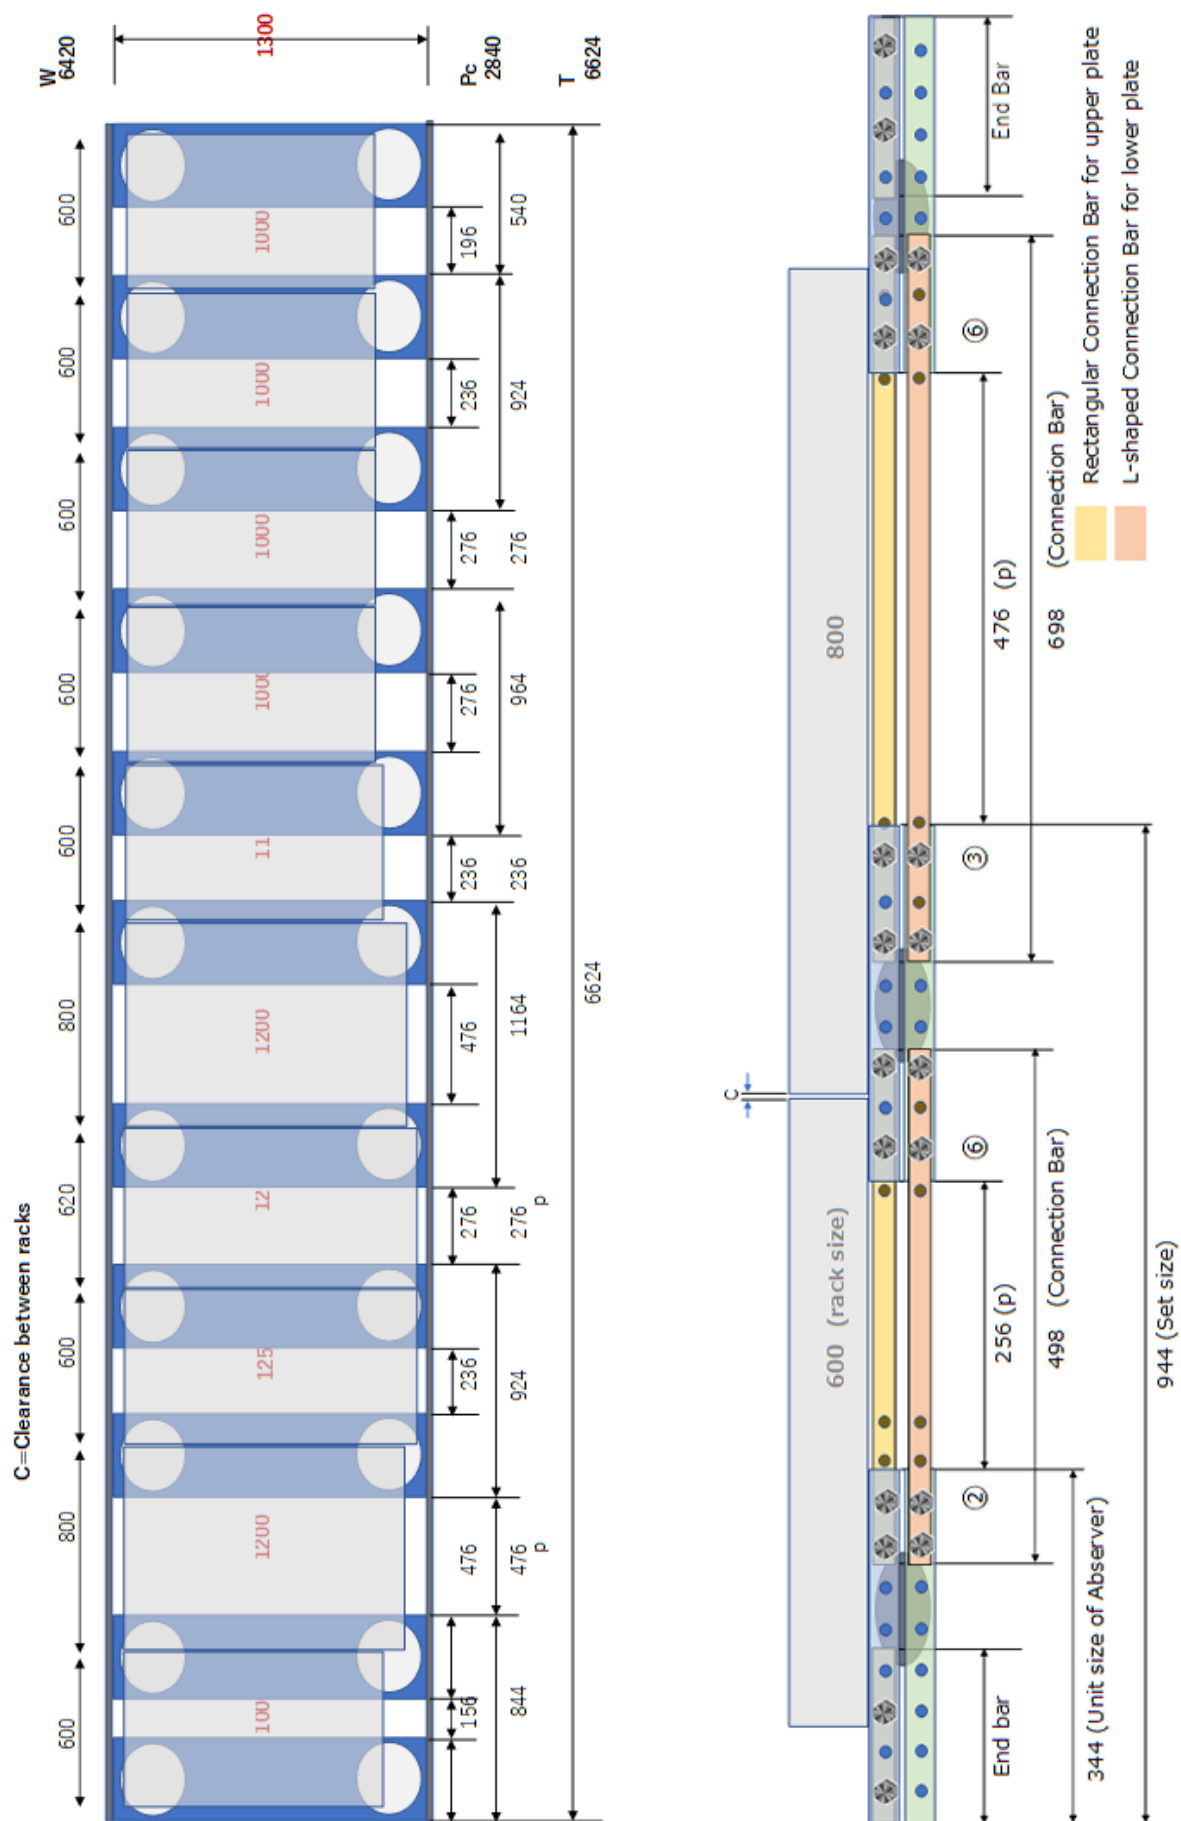 C=Clearance between racks
W
6420
600
600
600
600
600
800
620
600
800
600
1300
1000
1000
1000
1000
11
1200
12
125
1200
100
Pc
2840
196
236
276
276
236
476
276
236
476
156
540
924
276
964
236
1164
276
p
924
476
p
844
T
6624
6624
C
600 (rack size)
800
End bar
②
256 (p)
⑥
③
476 (p)
⑥
End Bar
498 (Connection Bar)
698 (Connection Bar)
344 (Unit size of Abserver)
944 (Set size)
Rectangular Connection Bar for upper plate
L-shaped Connection Bar for lower plate